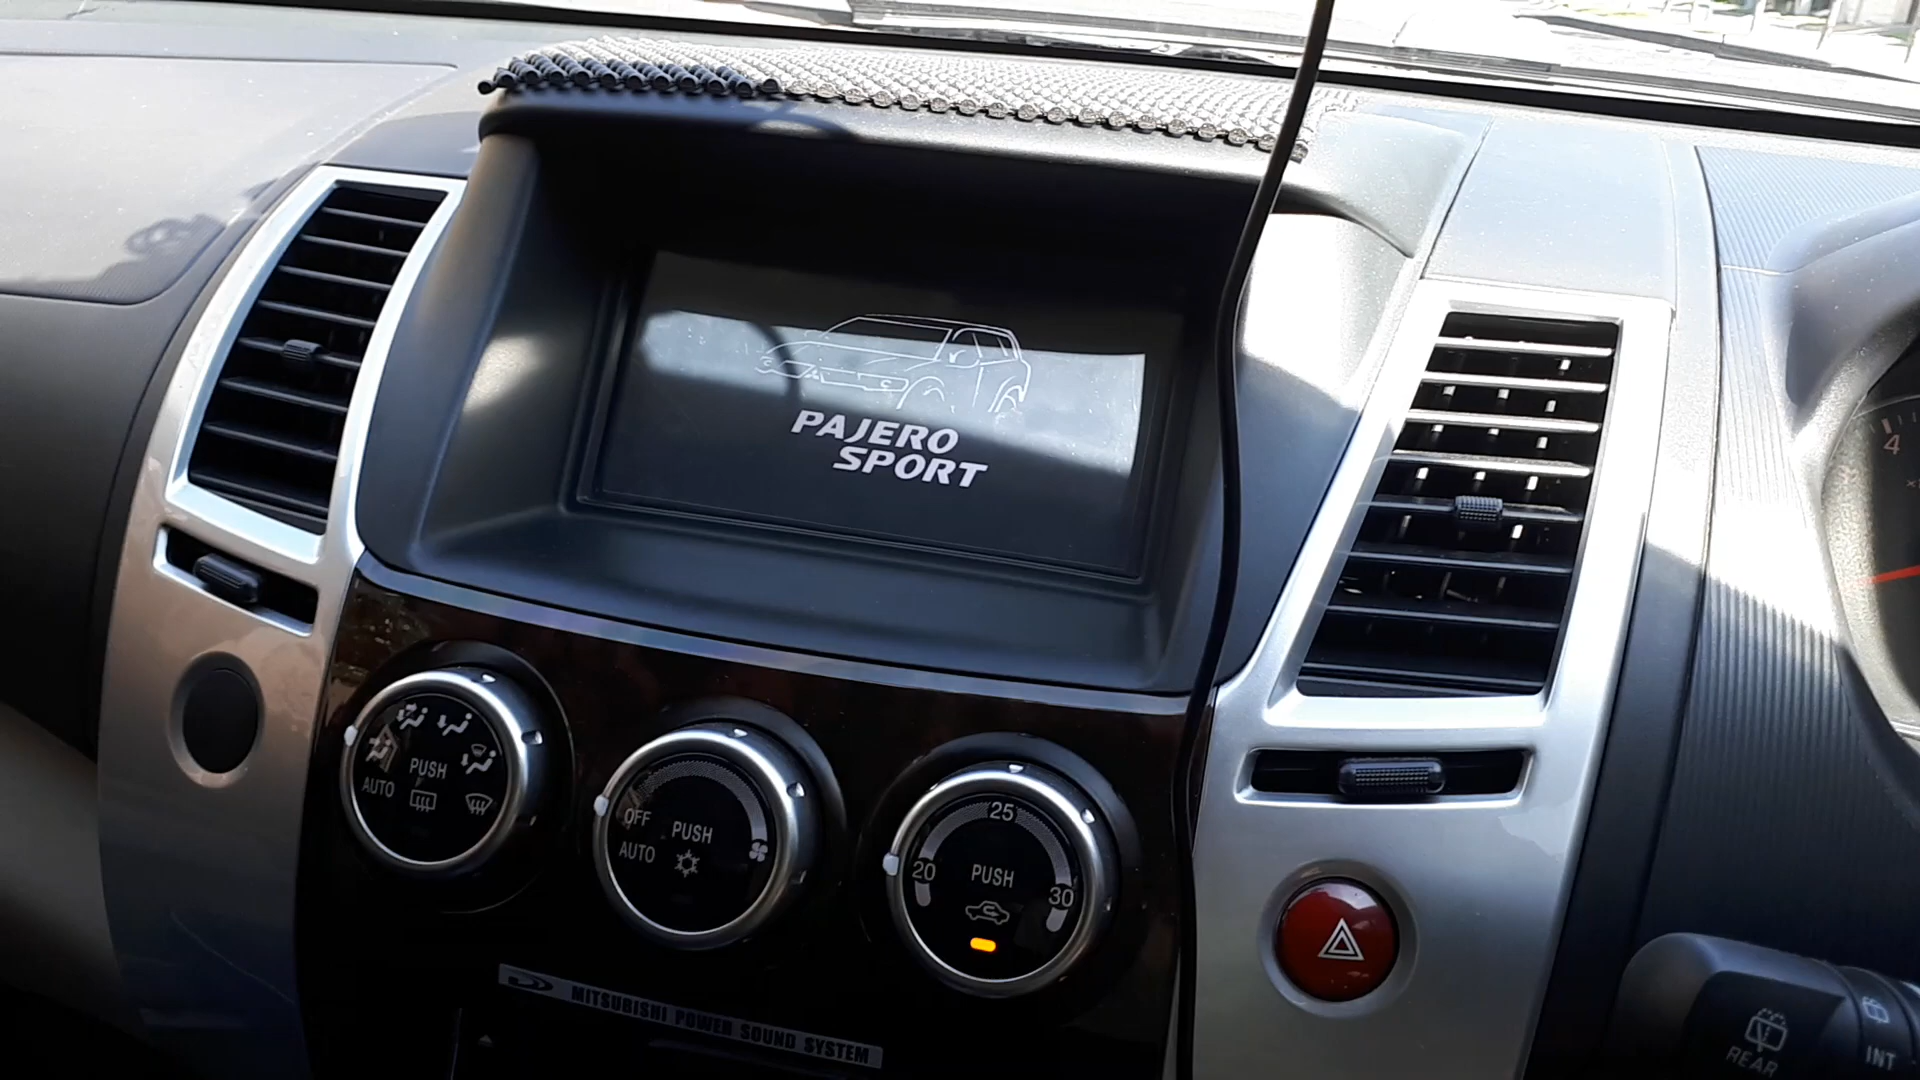 PAJERO
SPORT
4
PUSH
AUTO
OFF
PUSH
AUTO
25
20
PUSH
30
MITSUBISHI POWER SOUND SYSTEM
REAR
INT